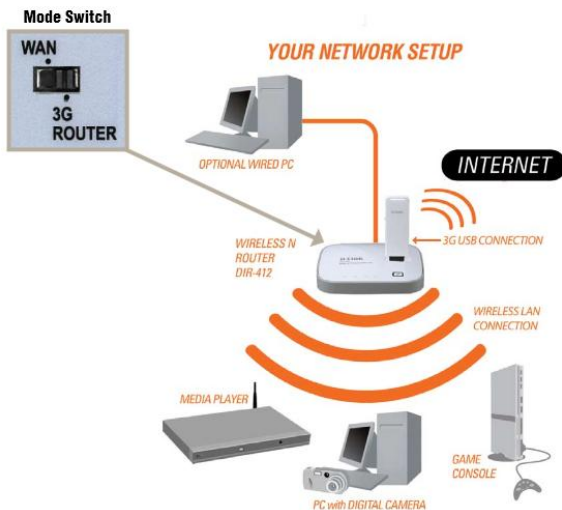 Mode Switch
WAN
3G
ROUTER
YOUR NETWORK SETUP
OPTIONAL WIRED PC
INTERNET
3G USB CONNECTION
WIRELESS N
ROUTER
DIR-412
D-Link
WIRELESS LAN
CONNECTION
MEDIA PLAYER
GAME
CONSOLE
PC with DIGITAL CAMERA